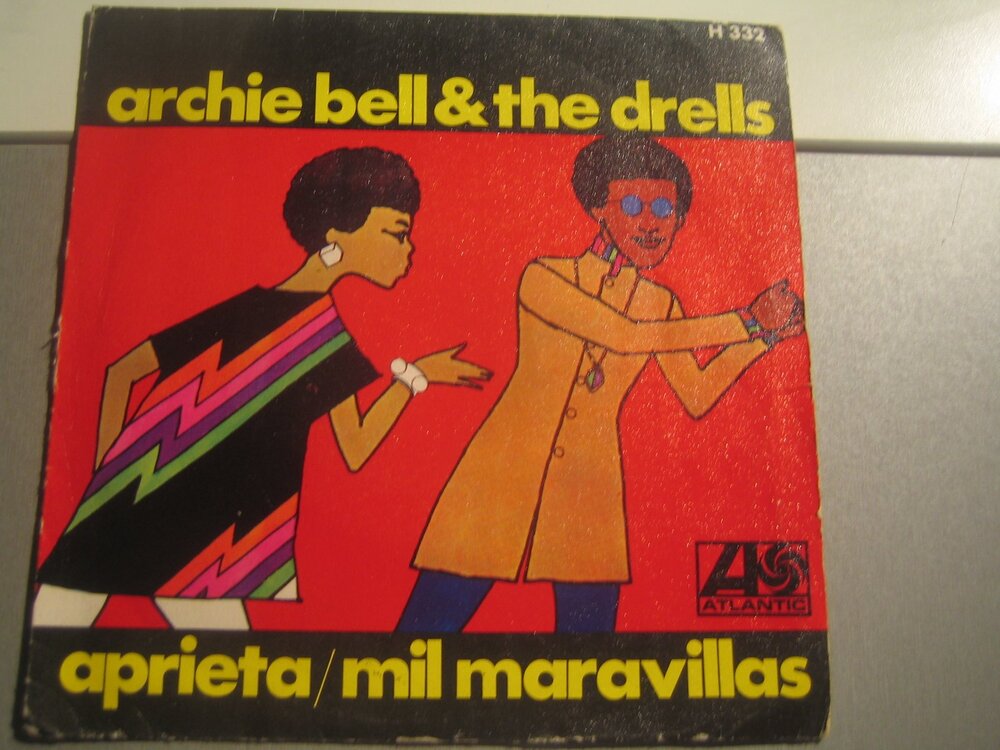 H 332
archie bell & the drells
ATLANTIC
aprieta / mil maravillas